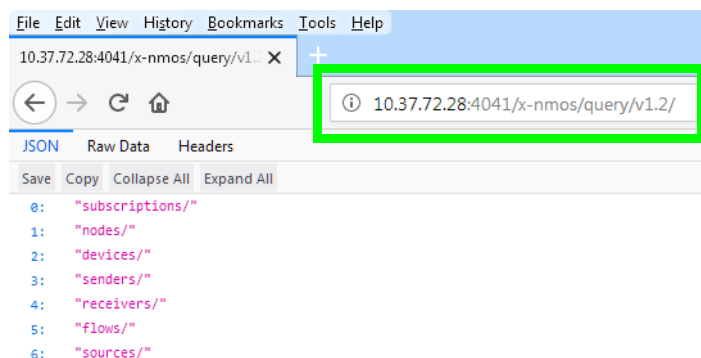 File Edit View History Bookmarks Tools Help
10.37.72.28:4041/x-nmos/query/v1.2
10.37.72.28:4041/x-nmos/query/v1.2/
JSON Raw Data Headers
Save Copy Collapse All Expand All
0: "subscriptions/"
1: "nodes/"
2: "devices/"
3: "senders/"
4: "receivers/"
5: "flows/"
6: "sources/"